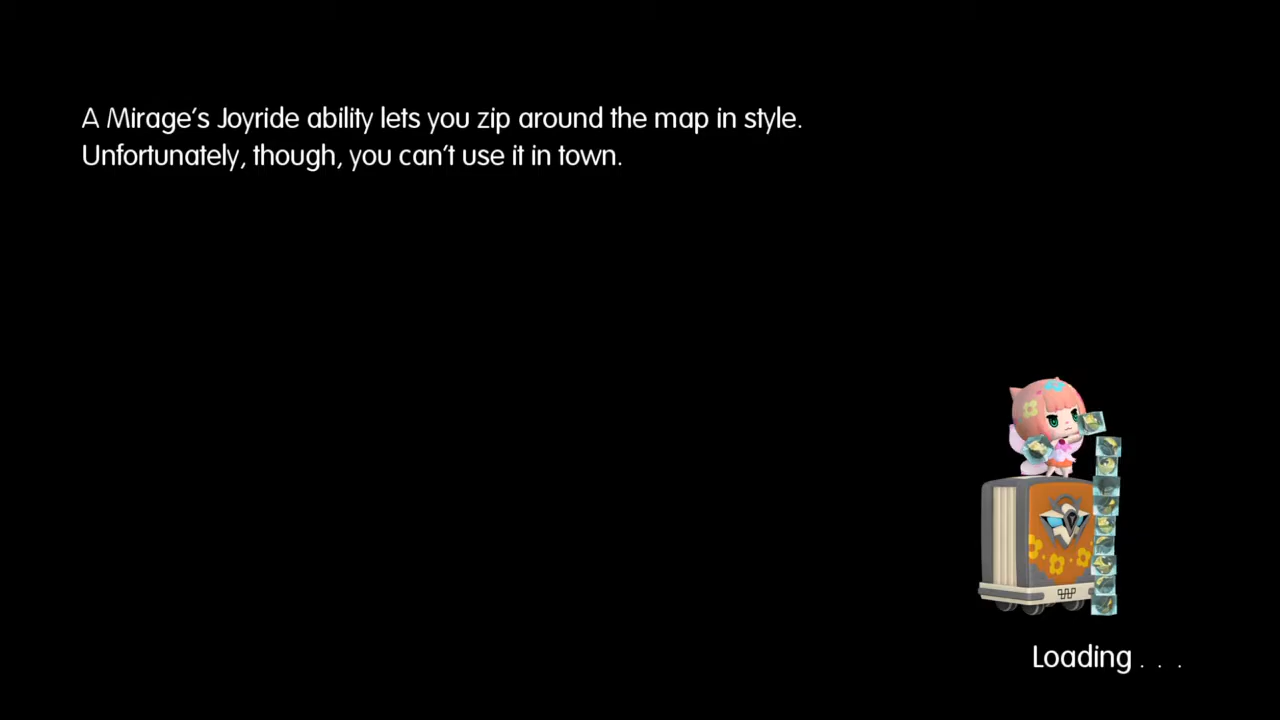 A Mirage's Joyride ability lets you zip around the map in style.
Unfortunately, though, you can't use it in town.
Loading . . .